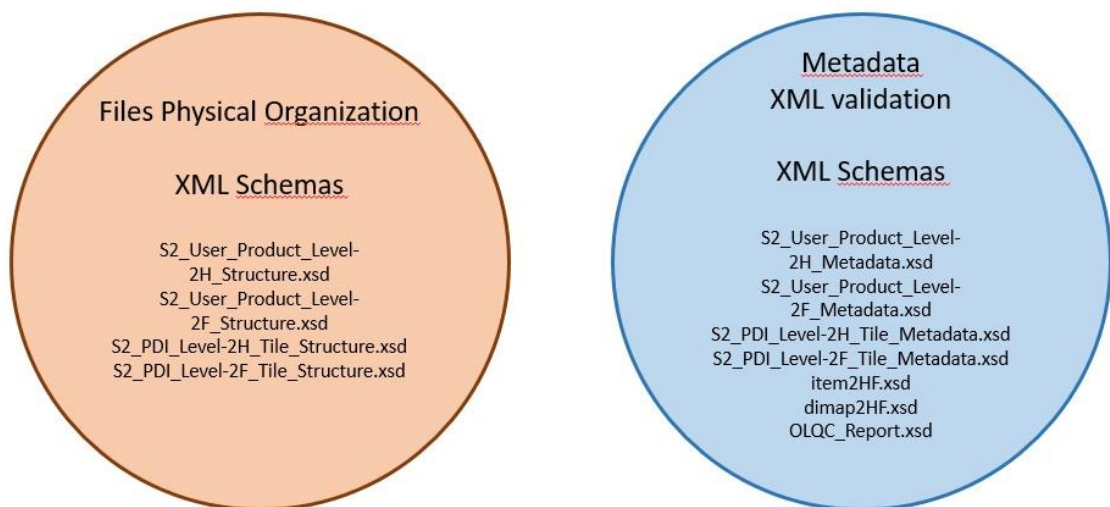 Files Physical Organization
XML Schemas
S2_User_Product_Level-
2H_Structure.xsd
S2_User_Product_Level-
2F_Structure.xsd
S2_PDI_Level-2H_Tile_Structure.xsd
S2_PDI_Level-2F_Tile_Structure.xsd
Metadata
XML validation
XML Schemas
S2_User_Product_Level-
2H_Metadata.xsd
S2_User_Product_Level-
2F_Metadata.xsd
S2_PDI_Level-2H_Tile_Metadata.xsd
S2_PDI_Level-2F_Tile_Metadata.xsd
item2HF.xsd
dimap2HF.xsd
OLQC_Report.xsd